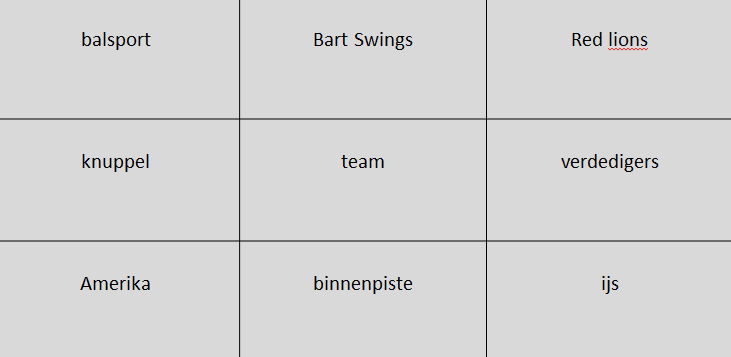 balsport
Bart Swings
Red lions
knuppel
team
verdedigers
Amerika
binnenpiste
ijs